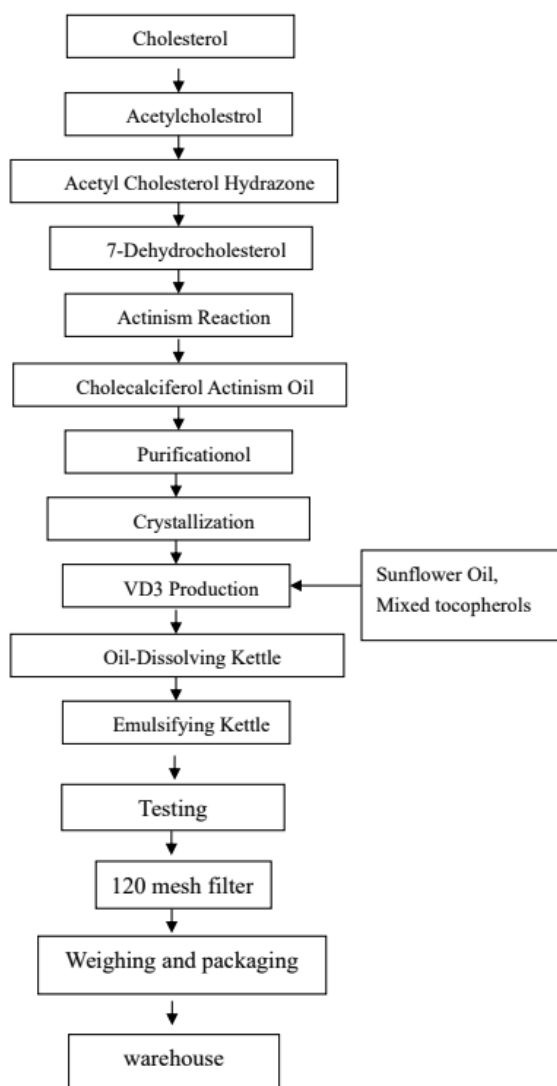 Cholesterol
Acetylcholestrol
Acetyl Cholesterol Hydrazone
7-Dehydrocholesterol
Actinism Reaction
Cholecalciferol Actinism Oil
Purificationol
Crystallization
VD3 Production
Sunflower Oil,
Mixed tocopherols
Oil-Dissolving Kettle
Emulsifying Kettle
Testing
120 mesh filter
Weighing and packaging
warehouse